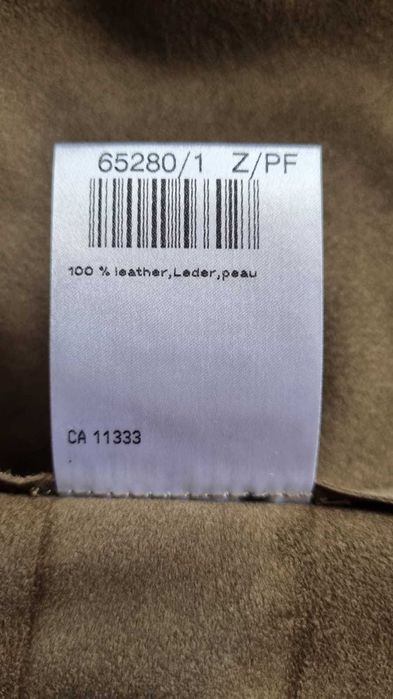 65280/1 Z/PF
100 % leather,Leder,peau
CA 11333